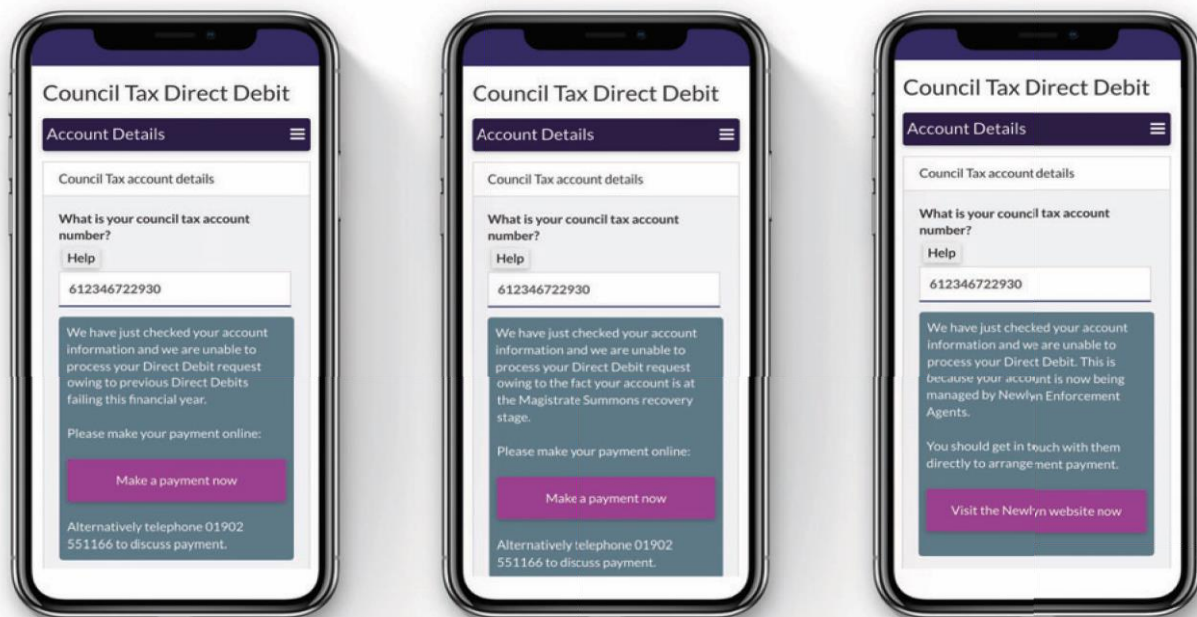 Council Tax Direct Debit
Account Details
Council Tax account details
What is your council tax account
number?
Help
612346722930
We have just checked your account
information and we are unable to
process your Direct Debit request
owing to previous Direct Debits
failing this financial year.
Please make your payment online:
Make a payment now
Alternatively telephone 01902
551166 to discuss payment.
Council Tax Direct Debit
Account Details
Council Tax account details
What is your council tax account
number?
Help
612346722930
We have just checked your account
information and we are unable to
process your Direct Debit request
owing to the fact your account is at
the Magistrate Summons recovery
stage.
Please make your payment online:
Make a payment now
Alternatively telephone 01902
551166 to discuss payment.
Council Tax Direct Debit
Account Details
Council Tax account details
What is your council tax account
number?
Help
612346722930
We have just checked your account
information and we are unable to
process your Direct Debit. This is
because your account is now being
managed by Newlyn Enforcement
Agents.
You should get in touch with them
directly to arrangement payment.
Visit the Newlyn website now